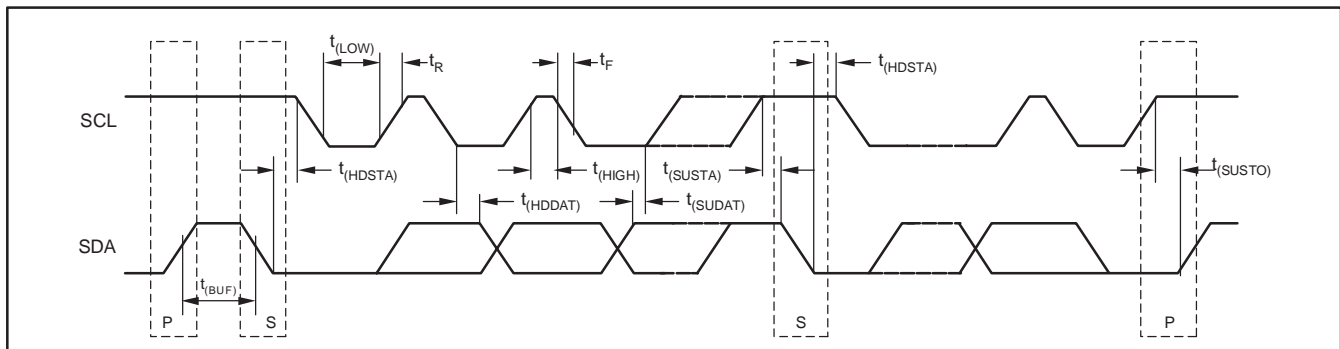 t(LOW)
tR
tF
t(HDSTA)
SCL
t(HDSTA)
t(HIGH)
t(SUSTA)
t(SUSTO)
t(HDDAT)
t(SUDAT)
SDA
t(BUF)
P
S
S
P